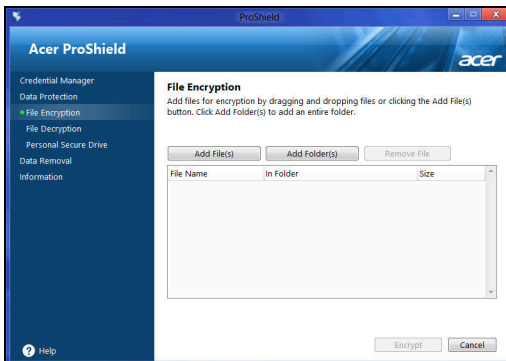 ProShield
Acer ProShield
acer
Credential Manager
Data Protection
File Encryption
File Decryption
Personal Secure Drive
Data Removal
Information
Help
File Encryption
Add files for encryption by dragging and dropping files or clicking the Add File(s)
button. Click Add Folder(s) to add an entire folder.
Add File(s) Add Folder(s) Remove File
File Name In Folder Size
Encrypt Cancel